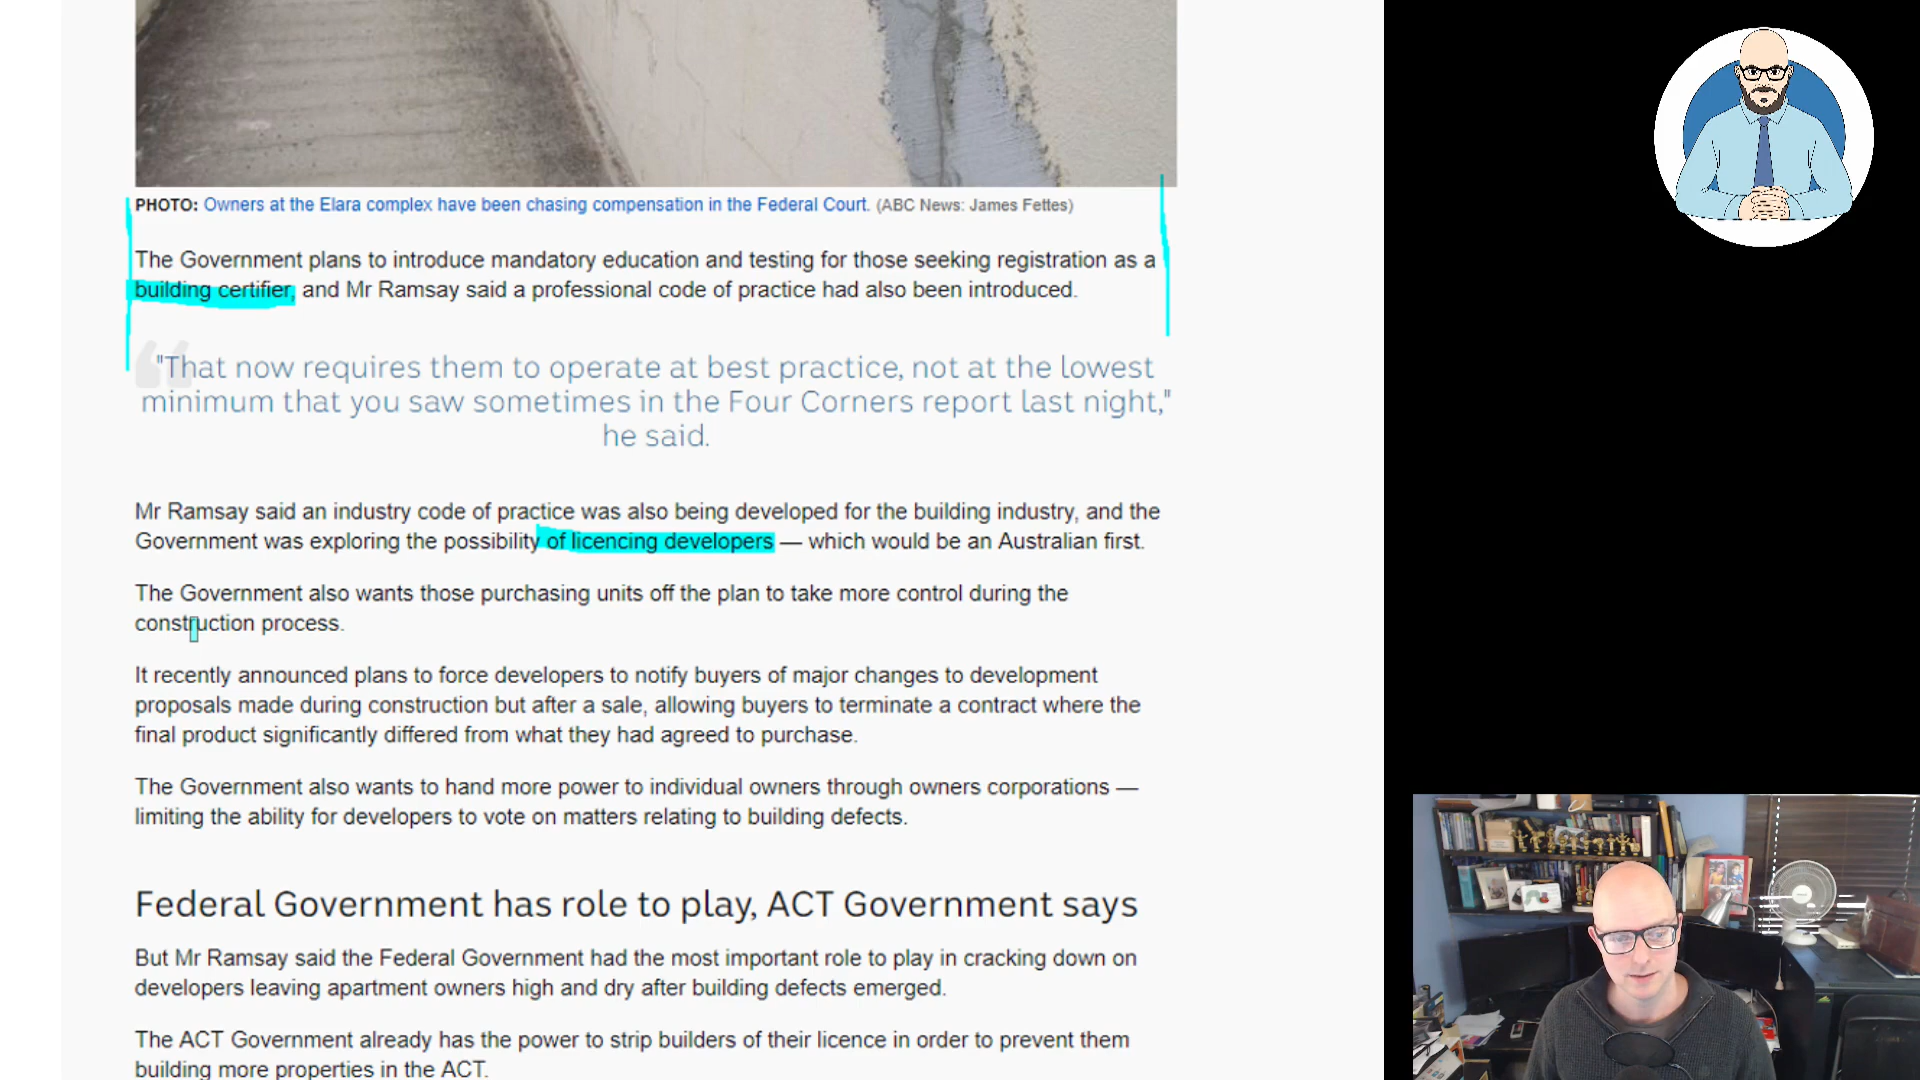 PHOTO: Owners at the Elara complex have been chasing compensation in the Federal Court. (ABC News: James Fettes)
The Government plans to introduce mandatory education and testing for those seeking registration as a
building certifier, and Mr Ramsay said a professional code of practice had also been introduced.
"That now requires them to operate at best practice, not at the lowest
minimum that you saw sometimes in the Four Corners report last night,"
he said.
Mr Ramsay said an industry code of practice was also being developed for the building industry, and the
Government was exploring the possibility of licencing developers — which would be an Australian first.
The Government also wants those purchasing units off the plan to take more control during the
construction process.
It recently announced plans to force developers to notify buyers of major changes to development
proposals made during construction but after a sale, allowing buyers to terminate a contract where the
final product significantly differed from what they had agreed to purchase.
The Government also wants to hand more power to individual owners through owners corporations —
limiting the ability for developers to vote on matters relating to building defects.
Federal Government has role to play, ACT Government says
But Mr Ramsay said the Federal Government had the most important role to play in cracking down on
developers leaving apartment owners high and dry after building defects emerged.
The ACT Government already has the power to strip builders of their licence in order to prevent them
building more properties in the ACT.